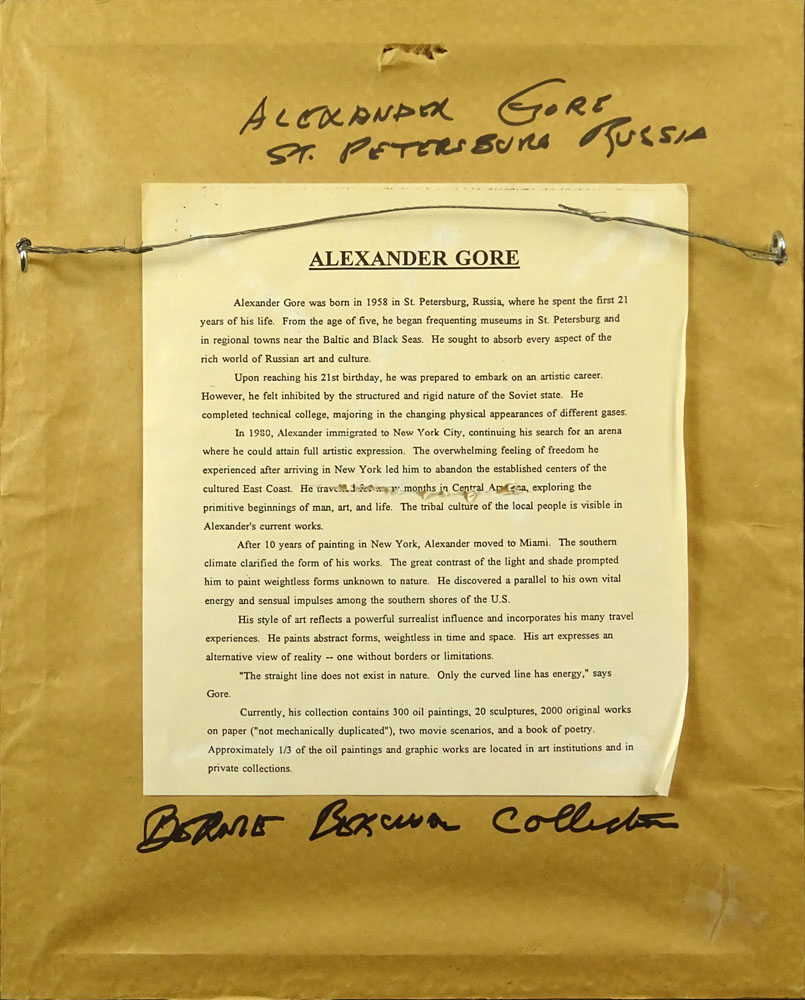 ALEXANDER GORE
ST. PETERSBURG RUSSIA
ALEXANDER GORE
Alexander Gore was born in 1958 in St. Petersburg, Russia, where he spent the first 21
years of his life. From the age of five, he began frequenting museums in St. Petersburg and
in regional towns near the Baltic and Black Seas. He sought to absorb every aspect of the
rich world of Russian art and culture.
Upon reaching his 21st birthday, he was prepared to embark on an artistic career.
However, he felt inhibited by the structured and rigid nature of the Soviet state. He
completed technical college, majoring in the changing physical appearances of different gases.
In 1980, Alexander immigrated to New York City, continuing his search for an arena
where he could attain full artistic expression. The overwhelming feeling of freedom he
experienced after arriving in New York led him to abandon the established centers of the
cultured East Coast. He months in Central exploring the
primitive beginnings of man, art, and life. The tribal culture of the local people is visible in
Alexander's current works.
After 10 years of painting in New York, Alexander moved to Miami. The southern
climate clarified the form of his works. The great contrast of the light and shade prompted
him to paint weightless forms unknown to nature. He discovered a parallel to his own vital
energy and sensual impulses among the southern shores of the U.S.
His style of art reflects a powerful surrealist influence and incorporates his many travel
experiences. He paints abstract forms, weightless in time and space. His art expresses an
alternative view of reality -- one without borders or limitations.
"The straight line does not exist in nature. Only the curved line has energy," says
Gore.
Currently, his collection contains 300 oil paintings, 20 sculptures, 2000 original works
on paper ("not mechanically duplicated"), two movie scenarios, and a book of poetry.
Approximately 1/3 of the oil paintings and graphic works are located in art institutions and in
private collections.
Collection